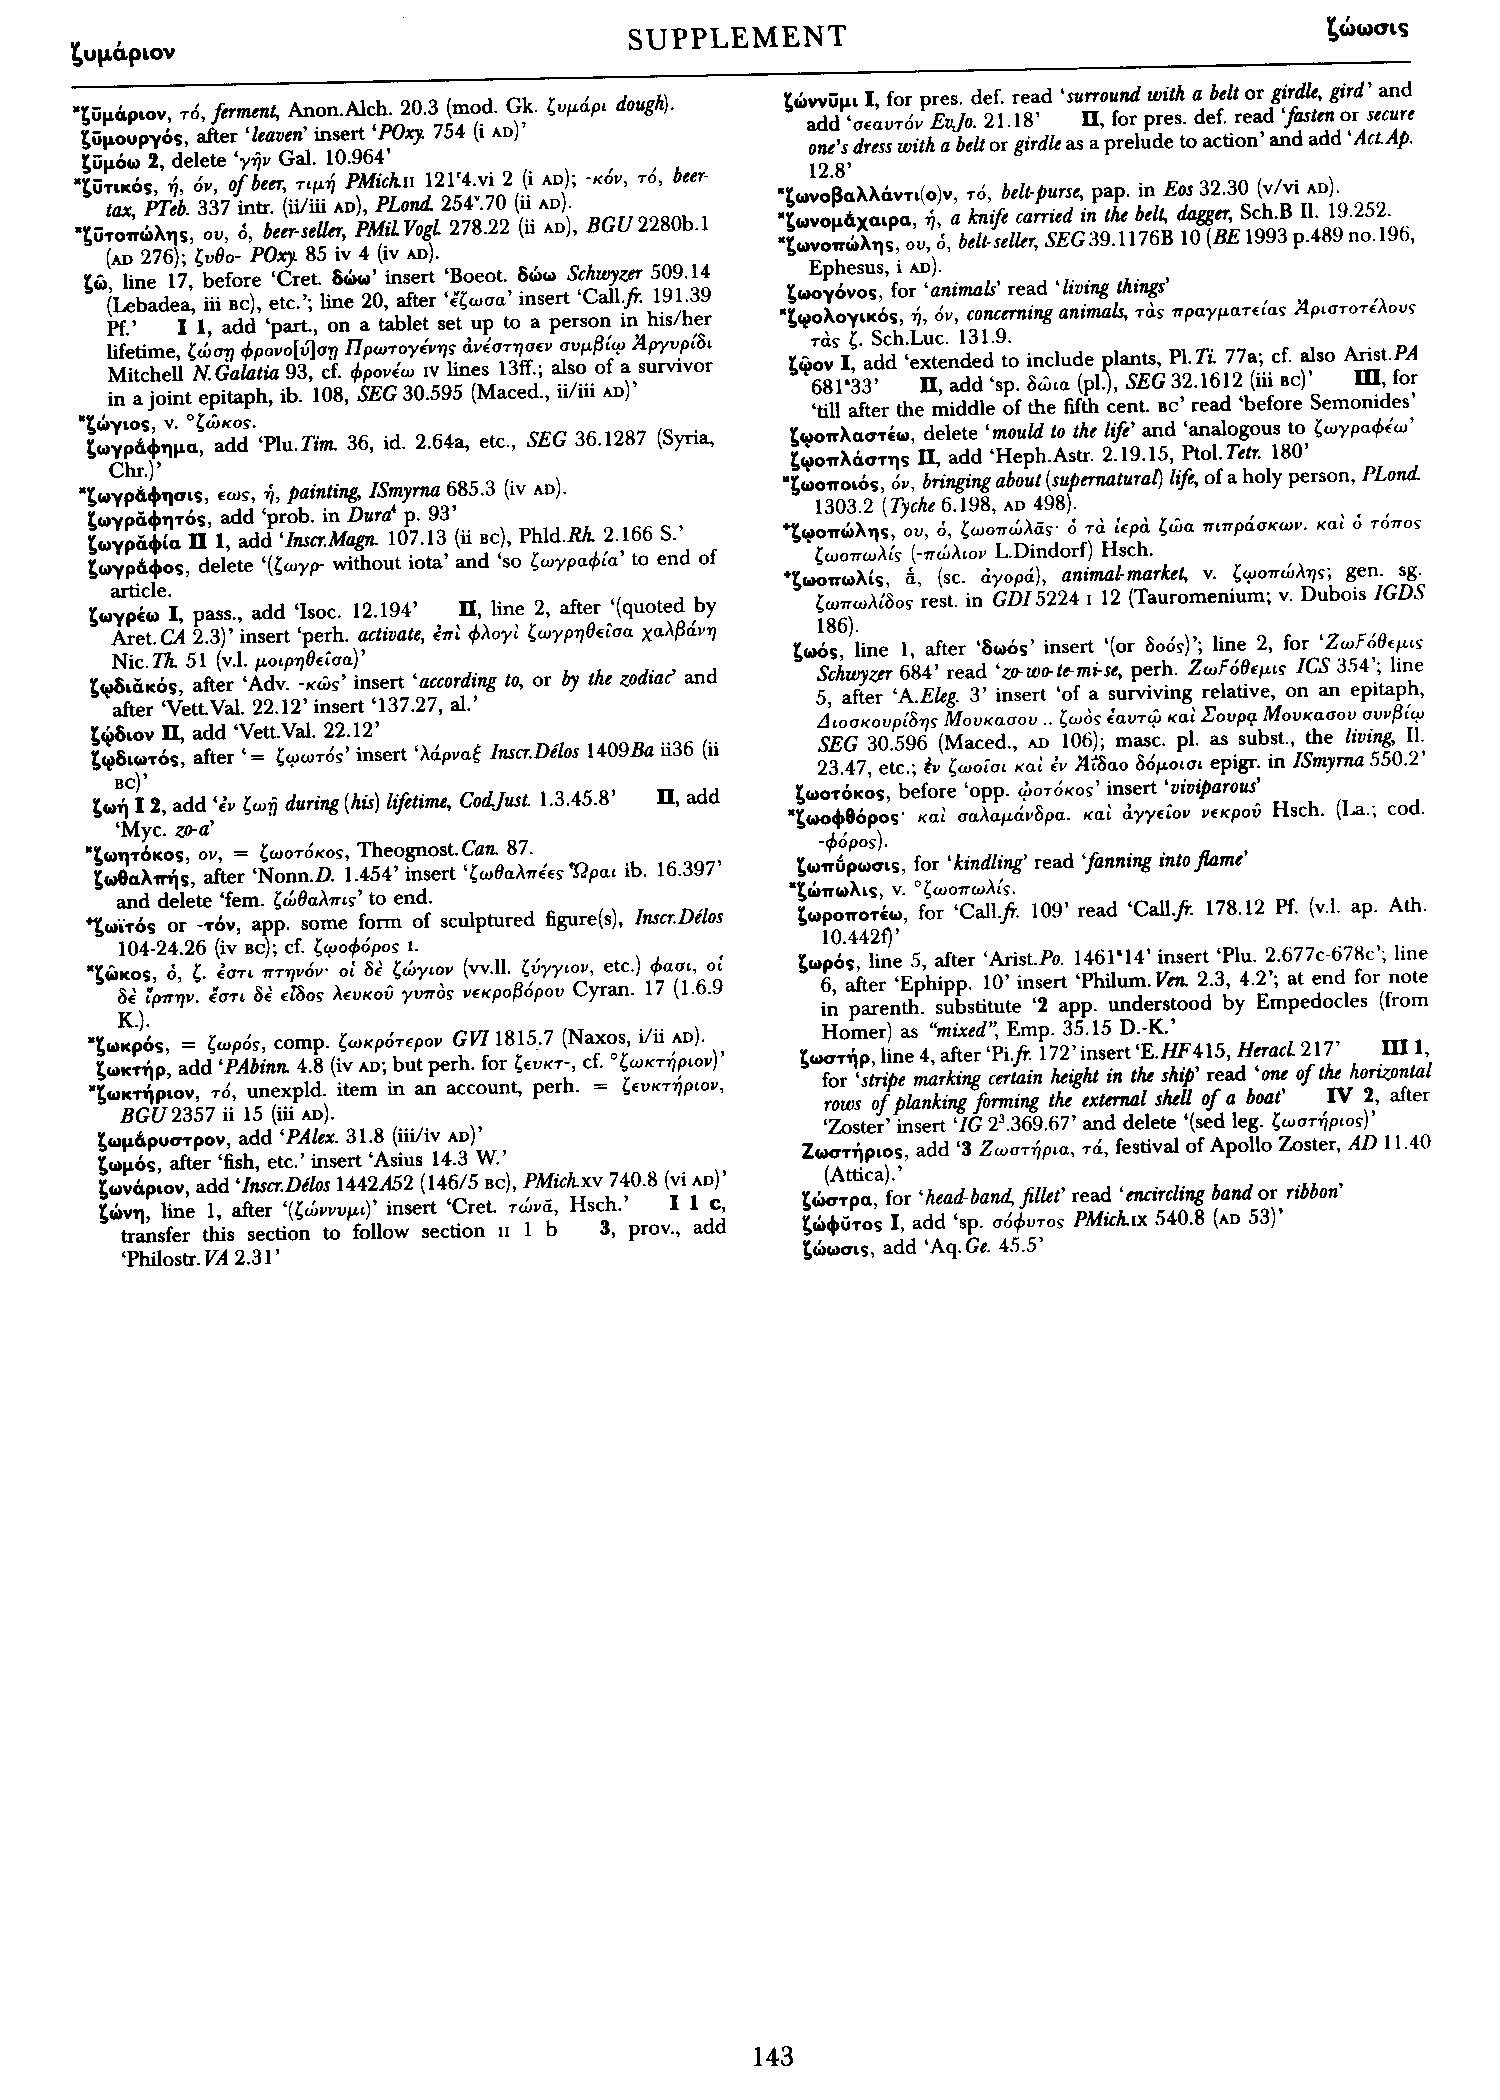 ζυμάριον
SUPPLEMENT
ζώωσις
*ζῡμάριον, τό, ferment, Anon.Alch. 20.3 (mod. Gk. ζυμάρι dough).
ζῡμουργός, after ‘leaven’ insert ‘POxy. 754 (i AD)’
ζῡμόω 2, delete ‘γῆν Gal. 10.964’
*ζῡτικός, ή, όν, of beer, τιμή PMich.II 121ʳ4.vi 2 (i AD); -κόν, τό, beer-
tax, PTeb. 337 intr. (ii/iii AD), PLond. 254ᵛ.70 (ii AD).
*ζῡτοπώλης, ου, ὁ, beer-seller, PMil.Vogl. 278.22 (ii AD), BGU 2280b.1
(AD 276); ζυθο- POxy. 85 iv 4 (iv AD).
ζῶ, line 17, before ‘Cret. δώω’ insert ‘Boeot. δώω Schwyzer 509.14
(Lebadea, iii BC), etc.’; line 20, after ‘ἔζωσα’ insert ‘Call.fr. 191.39
Pf.’ I 1, add ‘part., on a tablet set up to a person in his/her
lifetime, ζώσῃ φρονο[ύ]σῃ Πρωτογένης ἀνέστησεν συμβίῳ Ἀργυρίδι
Mitchell N.Galatia 93, cf. φρονέω IV lines 13ff.; also of a survivor
in a joint epitaph, ib. 108, SEG 30.595 (Maced., ii/iii AD)’
*ζώγιος, v. °ζῶκος.
ζωγρᾰ́φημα, add ‘Plu.Tim. 36, id. 2.64a, etc., SEG 36.1287 (Syria,
Chr.)’
*ζωγρᾰ́φησις, εως, ἡ, painting, ISmyrna 685.3 (iv AD).
ζωγρᾰφητός, add ‘prob. in Dura⁴ p. 93’
ζωγρᾰφία II 1, add ‘Inscr.Magn. 107.13 (ii BC), Phld.Rh. 2.166 S.’
ζωγρᾰ́φος, delete ‘(ζωγρ- without iota’ and ‘so ζωγραφία’ to end of
article.
ζωγρέω I, pass., add ‘Isoc. 12.194’ II, line 2, after ‘(quoted by
Aret.CA 2.3)’ insert ‘perh. activate, ἐπὶ φλογὶ ζωγρηθεῖσα χαλβάνη
Nic.Th. 51 (v.l. μοιρηθεῖσα)’
ζῳδιᾰκός, after ‘Adv. -κῶς’ insert ‘according to, or by the zodiac’ and
after ‘Vett.Val. 22.12’ insert ‘137.27, al.’
ζῴδιον II, add ‘Vett.Val. 22.12’
ζῳδιωτός, after ‘= ζῳωτός’ insert ‘λάρναξ Inscr.Délos 1409Ba ii36 (ii
BC)’
ζωή I 2, add ‘ἐν ζωῇ during (his) lifetime, Cod.Just. 1.3.45.8’ II, add
‘Myc. zo-a’
*ζωητόκος, ον, = ζωοτόκος, Theognost.Can. 87.
ζωθαλπής, after ‘Nonn.D. 1.454’ insert ‘ζωθαλπέες Ὧραι ib. 16.397’
and delete ‘fem. ζώθαλπις’ to end.
⁺ζωϊτός or -τόν, app. some form of sculptured figure(s), Inscr.Délos
104-24.26 (iv BC); cf. ζῳοφόρος I.
*ζῶκος, ὁ, ζ. ἐστι πτηνόν· οἱ δὲ ζώγιον (vv.ll. ζύγγιον, etc.) φασι, οἱ
δὲ ἴρπην. ἔστι δὲ εἶδος λευκοῦ γυπὸς νεκροβόρου Cyran. 17 (1.6.9
K.).
*ζωκρός, = ζωρός, comp. ζωκρότερον GVI 1815.7 (Naxos, i/ii AD).
ζωκτήρ, add ‘PAbinn. 4.8 (iv AD; but perh. for ζευκτ-, cf. °ζωκτήριον)’
*ζωκτήριον, τό, unexpld. item in an account, perh. = ζευκτήριον,
BGU 2357 ii 15 (iii AD).
ζωμᾰ́ρυστρον, add ‘PAlex. 31.8 (iii/iv AD)’
ζωμός, after ‘fish, etc.’ insert ‘Asius 14.3 W.’
ζωνάριον, add ‘Inscr.Délos 1442A52 (146/5 BC), PMich.XV 740.8 (vi AD)’
ζώνη, line 1, after ‘(ζώννυμι)’ insert ‘Cret. τώνᾱ, Hsch.’ I 1 c,
transfer this section to follow section II 1 b 3, prov., add
‘Philostr.VA 2.31’
ζώννῡμι I, for pres. def. read ‘surround with a belt or girdle, gird’ and
add ‘σεαυτόν Ev.Jo. 21.18’ II, for pres. def. read ‘fasten or secure
one's dress with a belt or girdle as a prelude to action’ and add ‘Act.Ap.
12.8’
*ζωνοβαλλάντι(ο)ν, τό, belt-purse, pap. in Eos 32.30 (v/vi AD).
*ζωνομᾰ́χαιρα, ἡ, a knife carried in the belt, dagger, Sch.B Il. 19.252.
*ζωνοπώλης, ου, ὁ, belt-seller, SEG 39.1176B 10 (BE 1993 p.489 no.196,
Ephesus, i AD).
ζωογόνος, for ‘animals’ read ‘living things’
*ζῳολογικός, ή, όν, concerning animals, τὰς πραγματείας Ἀριστοτέλους
τὰς ζ. Sch.Luc. 131.9.
ζῷον I, add ‘extended to include plants, Pl.Ti. 77a; cf. also Arist.PA
681ᵃ33’ II, add ‘sp. δώια (pl.), SEG 32.1612 (iii BC)’ III, for
‘till after the middle of the fifth cent. BC’ read ‘before Semonides’
ζῳοπλαστέω, delete ‘mould to the life’ and ‘analogous to ζωγραφέω’
ζῳοπλάστης II, add ‘Heph.Astr. 2.19.15, Ptol.Tetr. 180’
*ζωοποιός, όν, bringing about (supernatural) life, of a holy person, PLond.
1303.2 (Tyche 6.198, AD 498).
⁺ζῳοπώλης, ου, ὁ, ζωοπώλᾱς· ὁ τὰ ἱερὰ ζῶα πιπράσκων. καὶ ὁ τόπος
ζωοπωλίς (-πώλιον L.Dindorf) Hsch.
⁺ζωοπωλίς, ἁ, (sc. ἀγορά), animal-market, v. ζῳοπώλης; gen. sg.
ζωπωλίδος rest. in GDI 5224 I 12 (Tauromenium; v. Dubois IGDS
186).
ζωός, line 1, after ‘δωός’ insert ‘(or δοός)’; line 2, for ‘Ζωϝόθεμις
Schwyzer 684’ read ‘zo-wo-te-mi-se, perh. Ζωϝόθεμις ICS 354’; line
5, after ‘A.Eleg. 3’ insert ‘of a surviving relative, on an epitaph,
Διοσκουρίδης Μουκασου .. ζωὸς ἑαυτῷ καὶ Σουρᾳ Μουκασου συνβίῳ
SEG 30.596 (Maced., AD 106); masc. pl. as subst., the living, Il.
23.47, etc.; ἐν ζωοῖσι καὶ ἐν Ἀΐδαο δόμοισι epigr. in ISmyrna 550.2’
ζωοτόκος, before ‘opp. ᾠοτόκος’ insert ‘viviparous’
*ζωοφθόρος· καὶ σαλαμάνδρα. καὶ ἀγγεῖον νεκροῦ Hsch. (La.; cod.
-φόρος).
ζωπῠ́ρωσις, for ‘kindling’ read ‘fanning into flame’
*ζώπωλις, v. °ζωοπωλίς.
ζωροποτέω, for ‘Call.fr. 109’ read ‘Call.fr. 178.12 Pf. (v.l. ap. Ath.
10.442f)’
ζωρός, line 5, after ‘Arist.Po. 1461ᵃ14’ insert ‘Plu. 2.677c-678c’; line
6, after ‘Ephipp. 10’ insert ‘Philum.Ven. 2.3, 4.2’; at end for note
in parenth. substitute ‘2 app. understood by Empedocles (from
Homer) as “mixed”, Emp. 35.15 D.-K.’
ζωστήρ, line 4, after ‘Pi.fr. 172’ insert ‘E.HF 415, Heracl. 217’ III 1,
for ‘stripe marking certain height in the ship’ read ‘one of the horizontal
rows of planking forming the external shell of a boat’ IV 2, after
‘Zoster’ insert ‘IG 2³.369.67’ and delete ‘(sed leg. ζωστήριος)’
Ζωστήριος, add ‘3 Ζωστήρια, τά, festival of Apollo Zoster, AD 11.40
(Attica).’
ζώστρα, for ‘head-band, fillet’ read ‘encircling band or ribbon’
ζώφῠτος I, add ‘sp. σόφυτος PMich.IX 540.8 (AD 53)’
ζώωσις, add ‘Aq.Ge. 45.5’
143